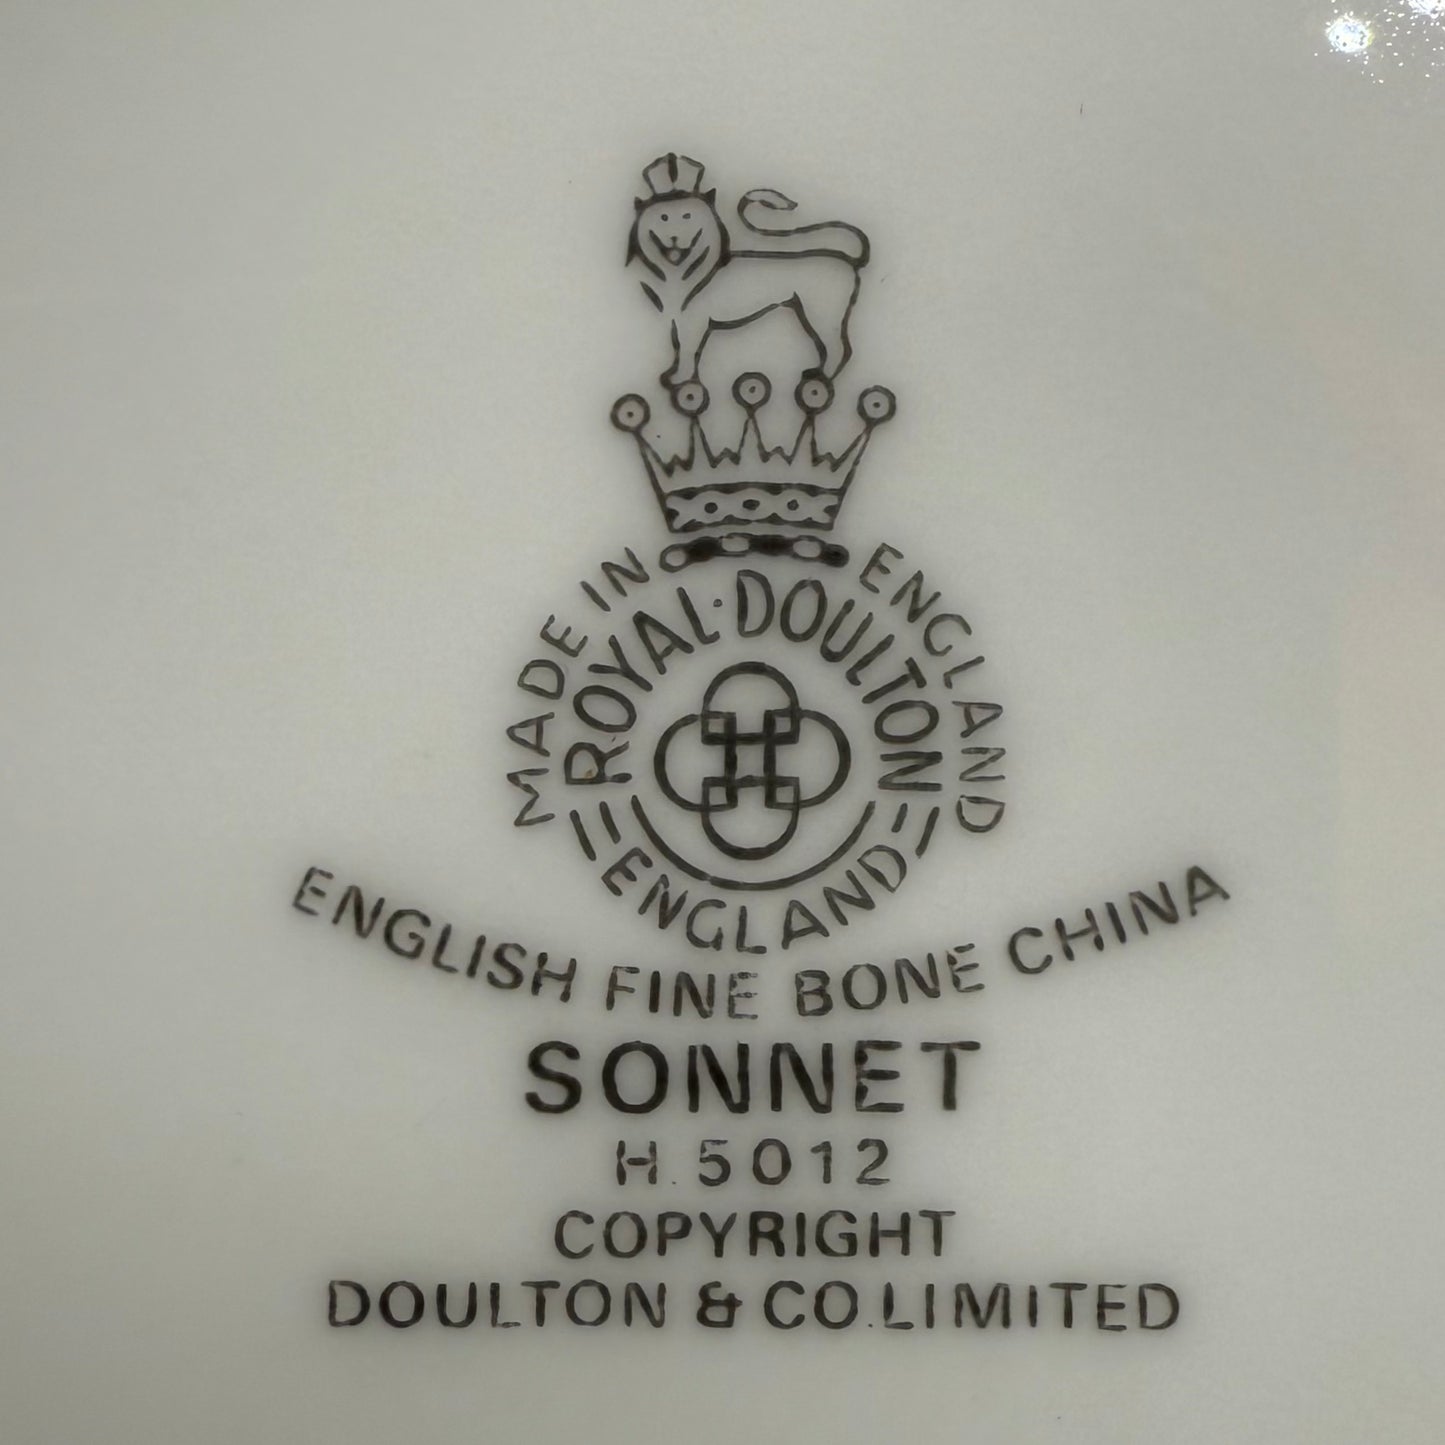 MADE IN ENGLAND
ROYAL·DOULTON
ENGLAND
ENGLISH FINE BONE CHINA
SONNET
H.5012
COPYRIGHT
DOULTON & CO.LIMITED